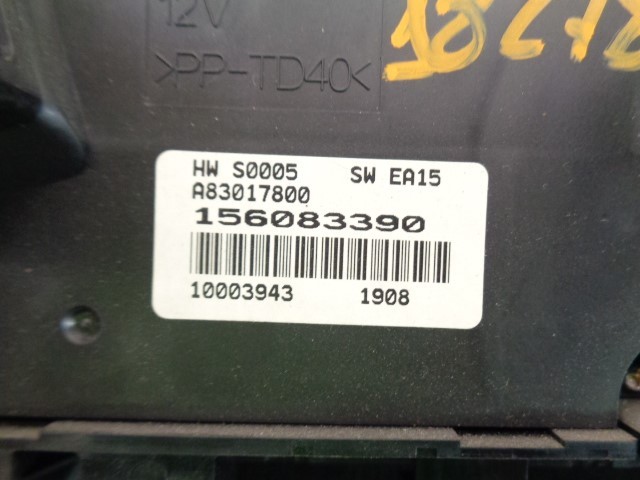 12V
>PP-TD40<
HW S0005 SW EA15
A83017800
156083390
10003943 1908